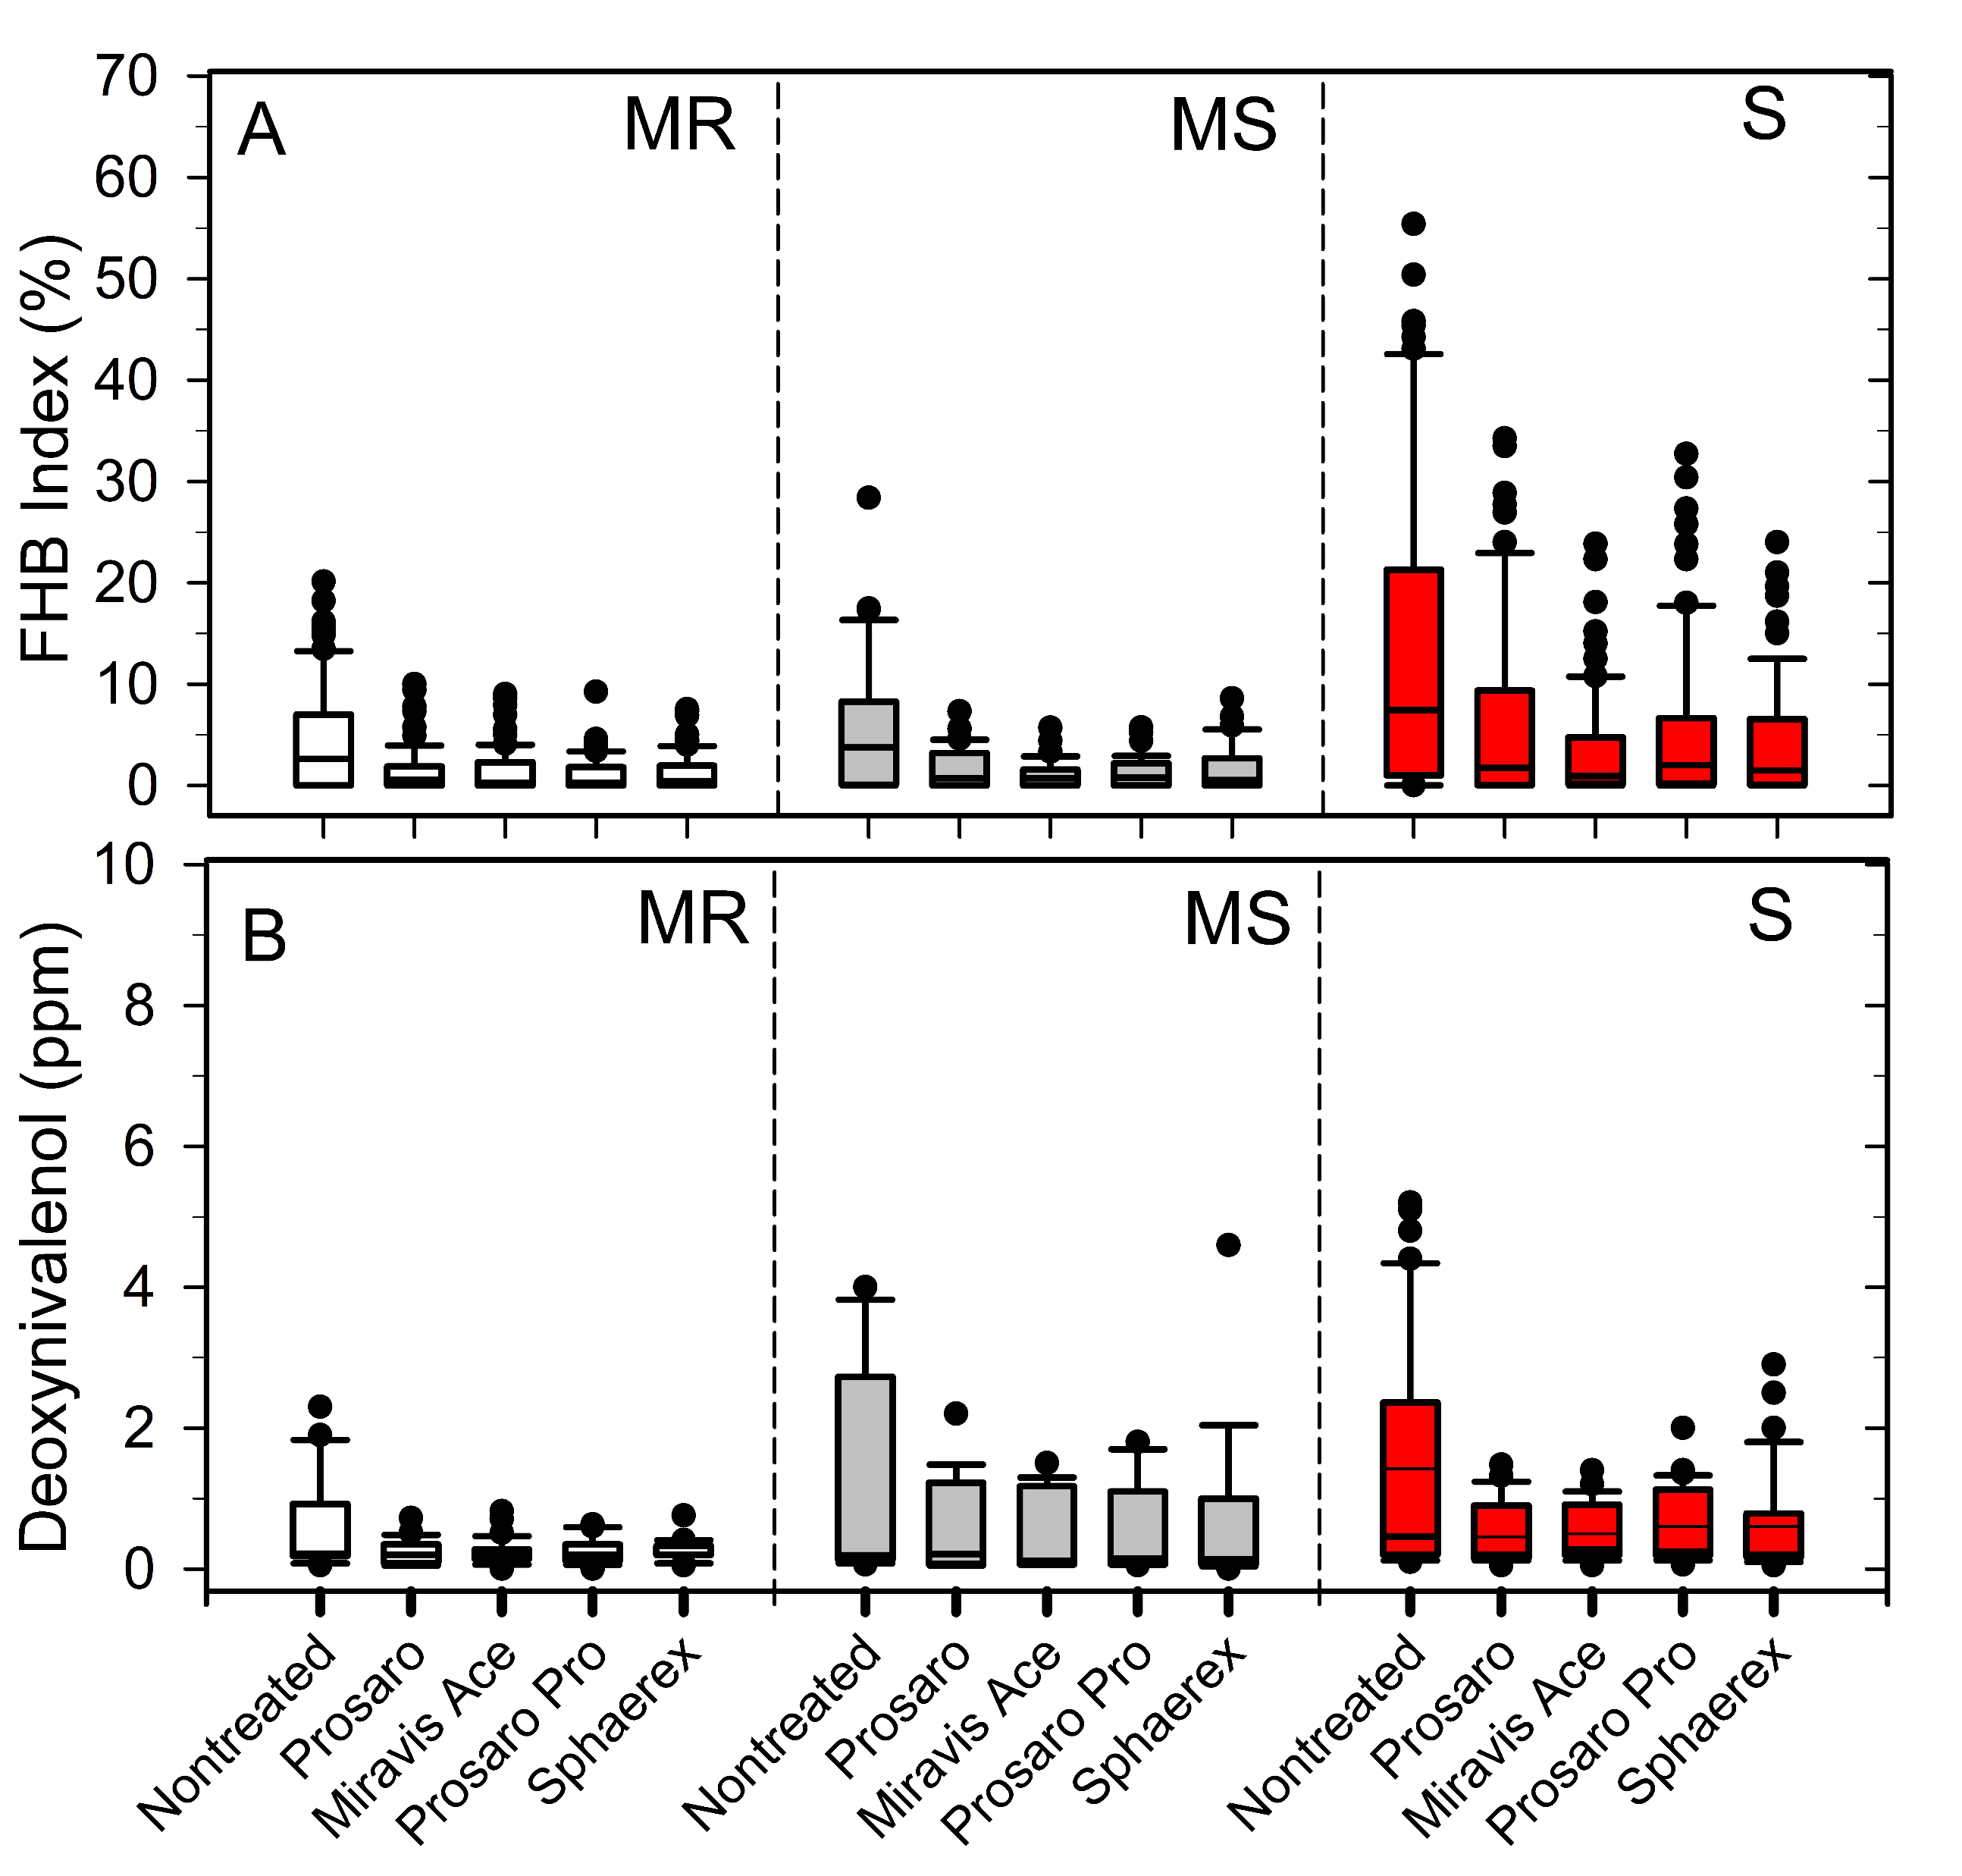 A
MR
MS
S
70
60
50
40
30
20
10
0
FHB Index (%)
B
MR
MS
S
10
8
6
4
2
0
Deoxynivalenol (ppm)
Nontreated
Prosaro
Miravis Ace
Prosaro Pro
Sphaerex
Nontreated
Prosaro
Miravis Ace
Prosaro Pro
Sphaerex
Nontreated
Prosaro
Miravis Ace
Prosaro Pro
Sphaerex